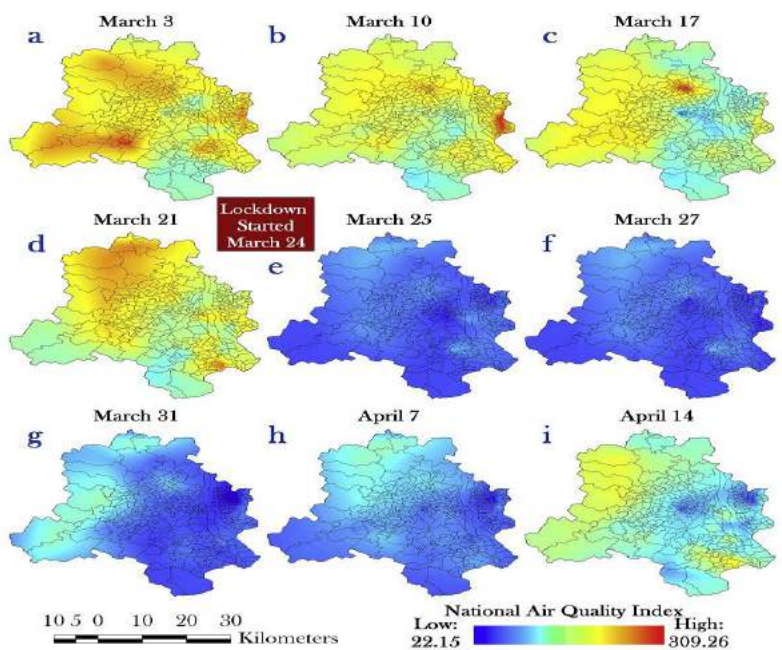 March 3
March 10
March 17
a
b
c
March 21
Lockdown
Started
March 24
March 25
March 27
d
e
f
March 31
April 7
April 14
g
h
i
10 5 0 10 20 30
Kilometers
National Air Quality Index
Low:
22.15
High:
309.26